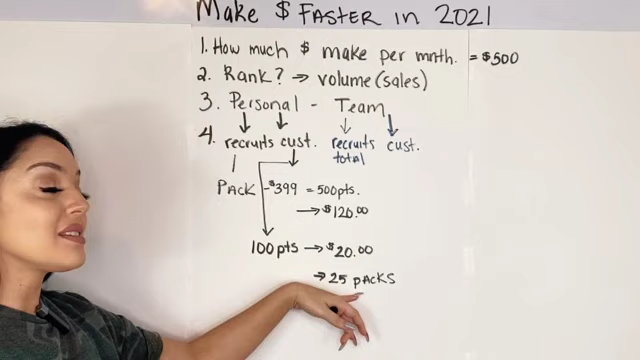 Make $ FASTER in 2021
1. How much $ make per mnth. = $500
2. Rank? → volume (sales)
3. Personal - Team
4. recruits cust. recruits total cust.
PACK - $399 = 500pts.
→ $120.00
100 pts → $20.00
→ 25 PACKS